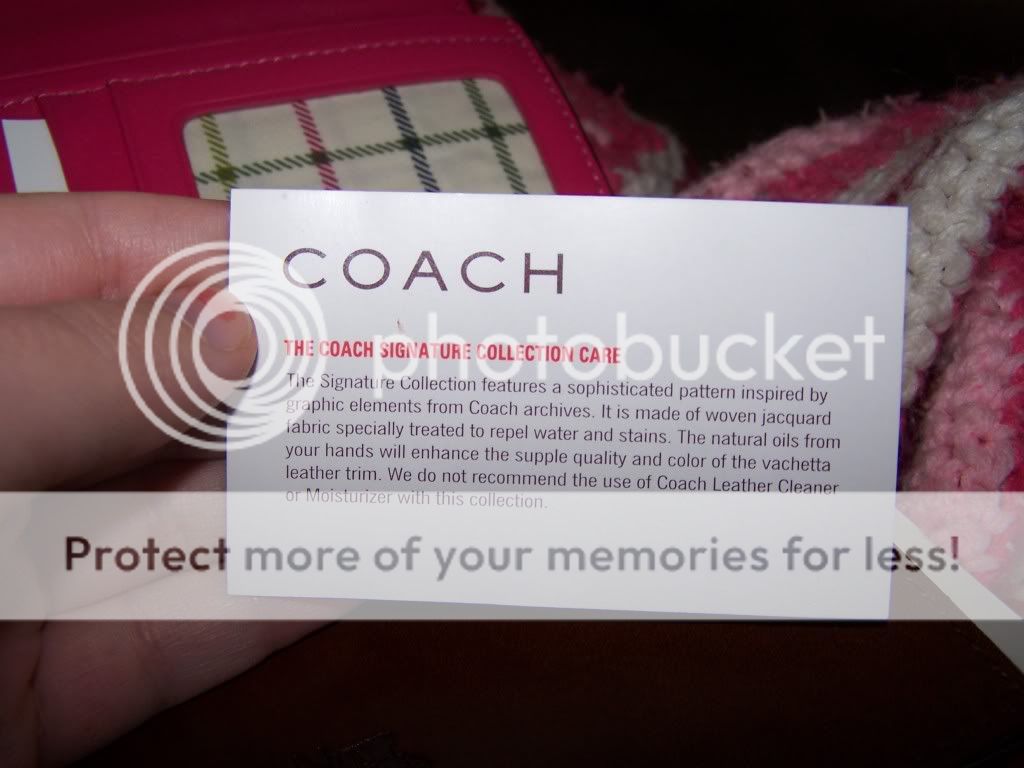 COACH
photobucket
THE COACH SIGNATURE COLLECTION CARE
The Signature Collection features a sophisticated pattern inspired by
graphic elements from Coach archives. It is made of woven jacquard
fabric specially treated to repel water and stains. The natural oils from
your hands will enhance the supple quality and color of the vachetta
leather trim. We do not recommend the use of Coach Leather Cleaner
or Moisturizer with this collection.
Protect more of your memories for less!